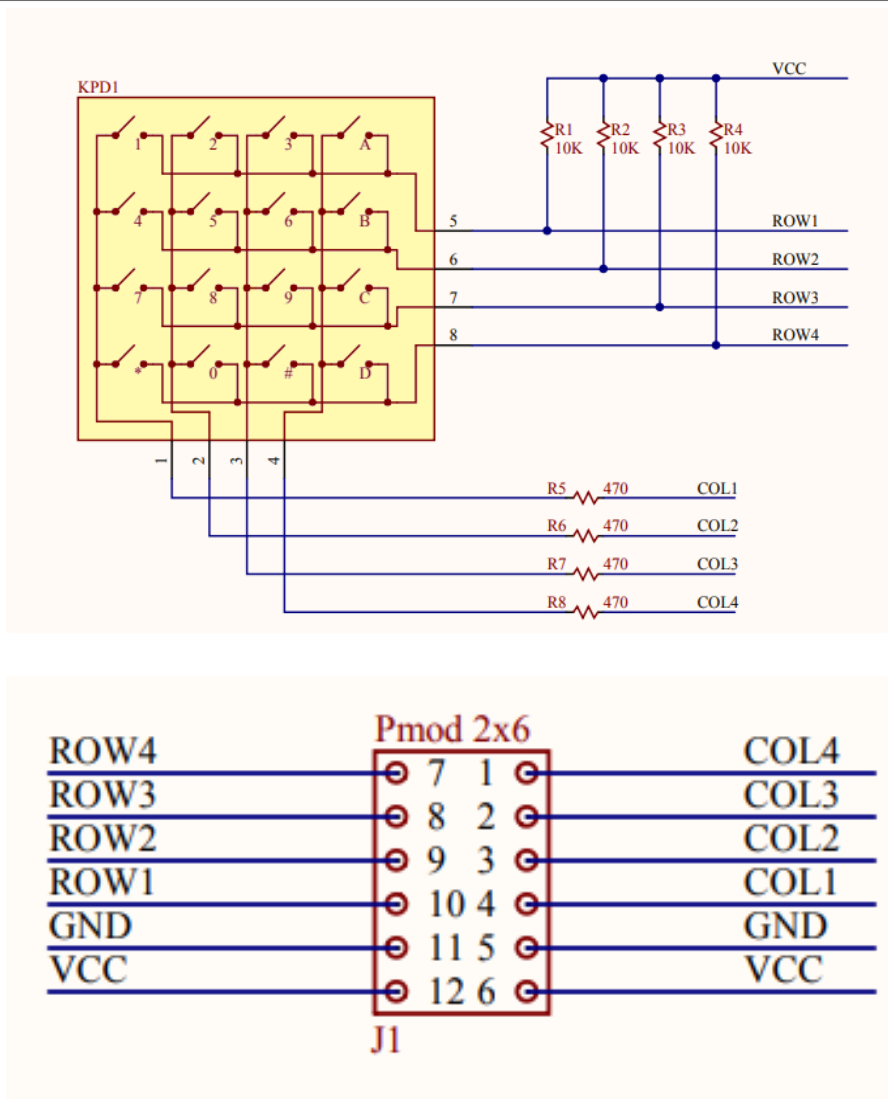 VCC
KPD1
R1 R2 R3 R4
10K 10K 10K 10K
1 2 3 A
4 5 6 B
5 ROW1
6 ROW2
7 8 9 C
7 ROW3
8 ROW4
* 0 # D
1 2 3 4
R5 470 COL1
R6 470 COL2
R7 470 COL3
R8 470 COL4
Pmod 2x6
ROW4 7 1 COL4
ROW3 8 2 COL3
ROW2 9 3 COL2
ROW1 10 4 COL1
GND 11 5 GND
VCC 12 6 VCC
J1